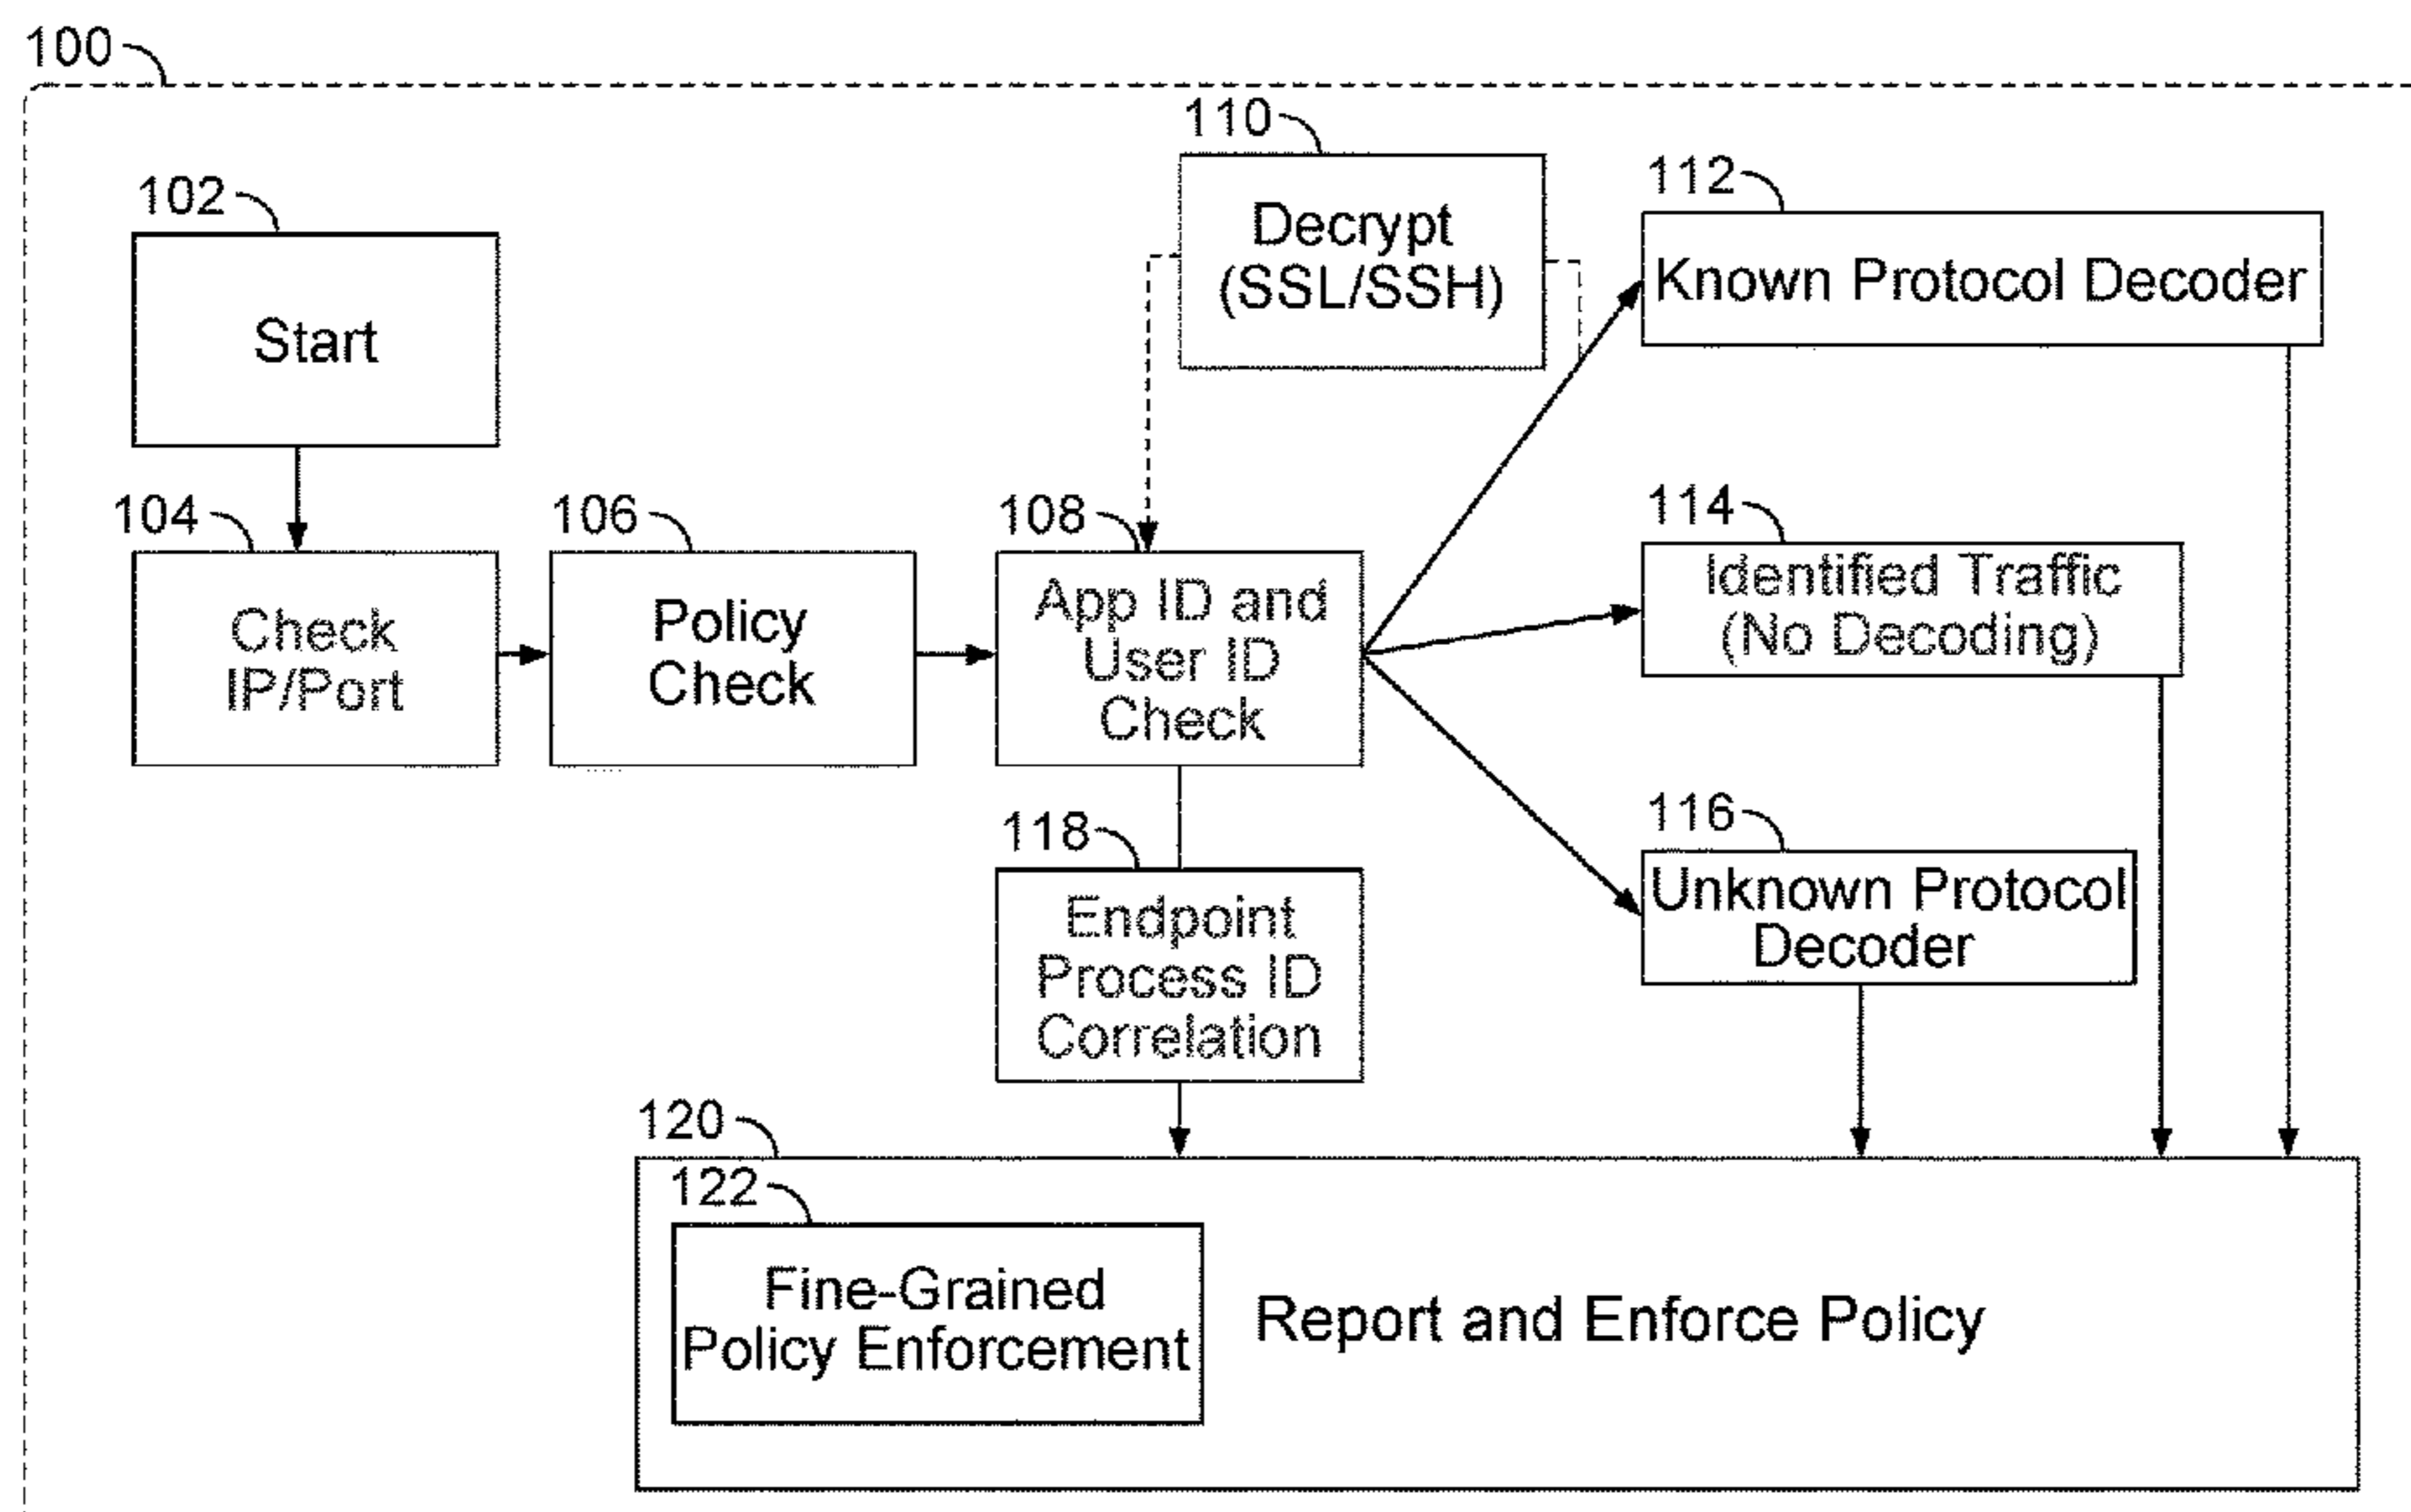 100
110
Decrypt
(SSL/SSH)
112
Known Protocol Decoder
102
Start
104
Check
IP/Port
106
Policy
Check
108
App ID and
User ID
Check
114
Identified Traffic
(No Decoding)
116
Unknown Protocol
Decoder
118
Endpoint
Process ID
Correlation
120
122
Fine-Grained
Policy Enforcement
Report and Enforce Policy